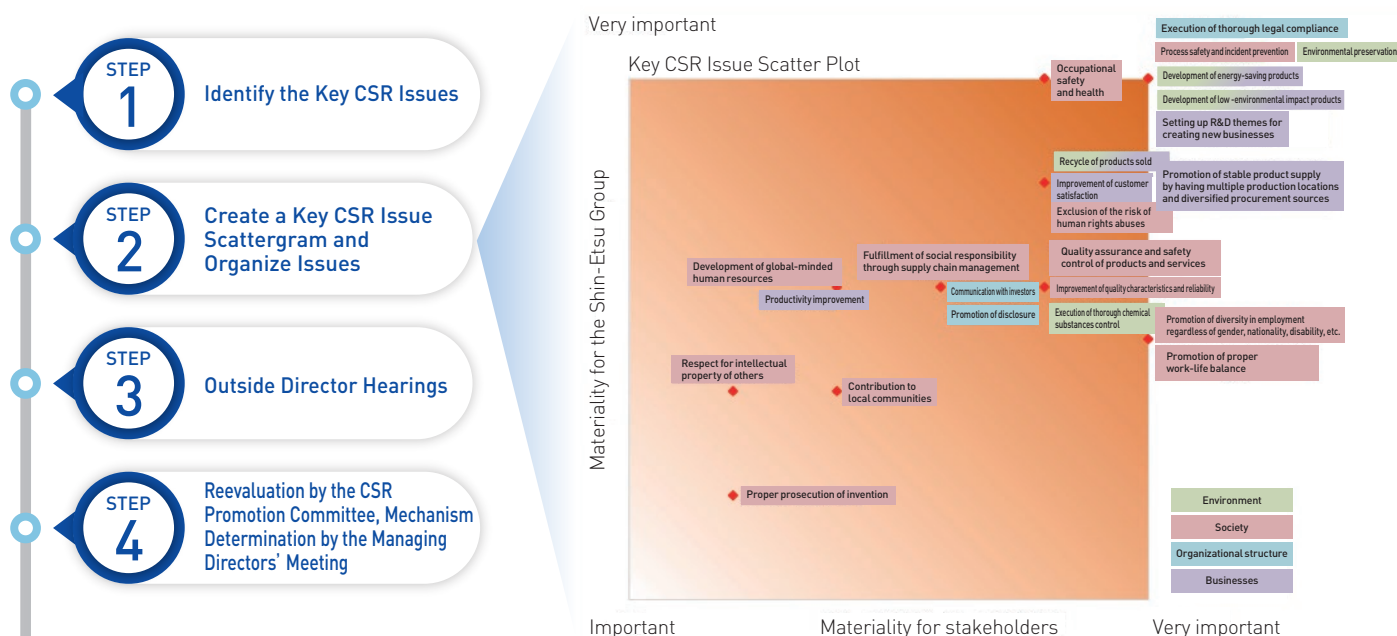 STEP
1
Identify the Key CSR Issues
STEP
2
Create a Key CSR Issue
Scattergram and
Organize Issues
STEP
3
Outside Director Hearings
STEP
4
Reevaluation by the CSR
Promotion Committee, Mechanism
Determination by the Managing
Directors' Meeting
Very important
Key CSR Issue Scatter Plot
Materiality for the Shin-Etsu Group
Occupational
safety
and health
Execution of thorough legal compliance
Process safety and incident prevention
Environmental preservation
Development of energy-saving products
Development of low-environmental impact products
Setting up R&D themes for
creating new businesses
Recycle of products sold
Improvement of customer
satisfaction
Exclusion of the risk of
human rights abuses
Promotion of stable product supply
by having multiple production locations
and diversified procurement sources
Development of global-minded
human resources
Productivity improvement
Fulfillment of social responsibility
through supply chain management
Communication with investors
Promotion of disclosure
Quality assurance and safety
control of products and services
Improvement of quality characteristics and reliability
Execution of thorough chemical
substances control
Promotion of diversity in employment
regardless of gender, nationality, disability, etc.
Promotion of proper
work-life balance
Respect for intellectual
property of others
Contribution to
local communities
Proper prosecution of invention
Environment
Society
Organizational structure
Businesses
Important
Materiality for stakeholders
Very important